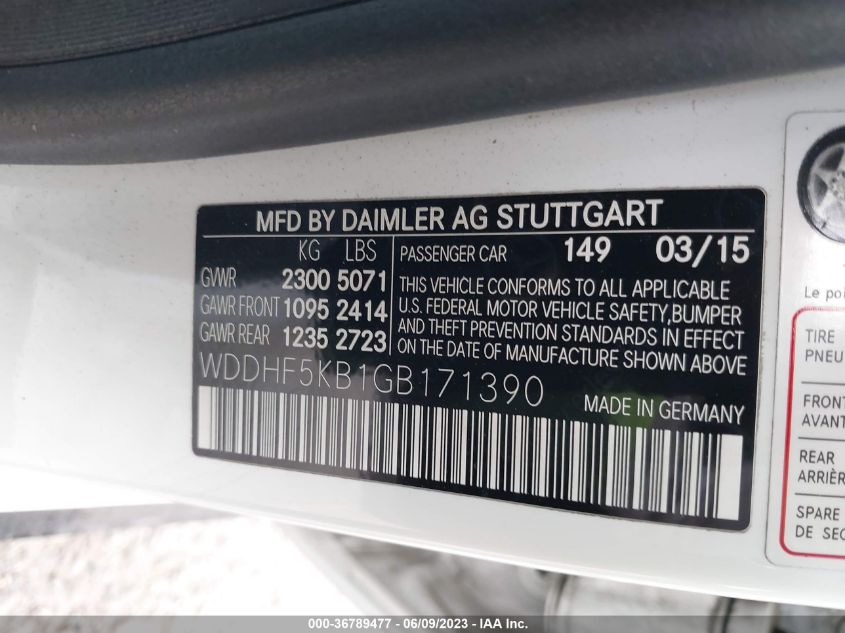 MFD BY DAIMLER AG STUTTGART
KG LBS
GVWR 2300 5071
GAWR FRONT 1095 2414
GAWR REAR 1235 2723
PASSENGER CAR 149 03/15
THIS VEHICLE CONFORMS TO ALL APPLICABLE
U.S. FEDERAL MOTOR VEHICLE SAFETY, BUMPER
AND THEFT PREVENTION STANDARDS IN EFFECT
ON THE DATE OF MANUFACTURE SHOWN ABOVE
WDDHF5KB1GB171390
MADE IN GERMANY
Le poi
TIRE
PNEU
FRONT
AVANT
REAR
ARRIÈR
SPARE
DE SEC
000-36789477 - 06/09/2023 - IAA Inc.